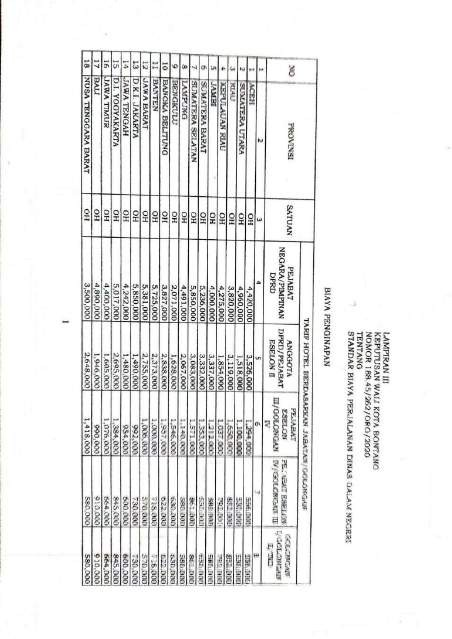 LAMPIRAN III
KEPUTUSAN WALI KOTA BONTANG
NOMOR 188.45/262/ORG/2020
TENTANG
STANDAR BIAYA PERJALANAN DINAS DALAM NEGERI
BIAYA PENGINAPAN
TARIF HOTEL BERDASARKAN JABATAN/GOLONGAN
NO PROVINSI SATUAN PEJABAT NEGARA/PIMPINAN DPRD ANGGOTA DPRD/PEJABAT ESELON II PEJABAT ESELON III/GOLONGAN IV PEJABAT ESELON IV/GOLONGAN III GOLONGAN
1 2 3 4 5 6 7 8
1 ACEH OH 4,420,000 3,526,000 1,294,000 556,000 556,000
2 SUMATERA UTARA OH 4,960,000 1,518,000 1,100,000 530,000 530,000
3 RIAU OH 3,820,000 3,119,000 1,650,000 852,000 852,000
4 KEPULAUAN RIAU OH 4,275,000 1,854,000 1,037,000 792,000
5 JAMBI OH 4,000,000 3,337,000 1,212,000 580,000 580,000
6 SUMATERA BARAT OH 5,236,000 3,332,000 1,353,000 650,000 650,000
7 SUMATERA SELATAN OH 5,850,000 3,083,000 1,571,000 861,000 861,000
8 LAMPUNG OH 4,491,000 2,067,000 1,140,000 580,000 580,000
9 BENGKULU OH 2,071,000 1,628,000 1,546,000 630,000 630,000
10 BANGKA BELITUNG OH 3,827,000 2,838,000 1,957,000 622,000 622,000
11 BANTEN OH 5,725,000 2,373,000 1,000,000 718,000 718,000
12 JAWA BARAT OH 5,381,000 2,755,000 1,006,000 570,000 570,000
13 D.K.I. JAKARTA OH 5,850,000 1,490,000 992,000 730,000 730,000
14 JAWA TENGAH OH 4,242,000 1,480,000 954,000 600,000 600,000
15 D.I. YOGYAKARTA OH 5,017,000 2,695,000 1,384,000 845,000 845,000
16 JAWA TIMUR OH 4,400,000 1,605,000 1,076,000 664,000 664,000
17 BALI OH 4,890,000 1,946,000 990,000 910,000 910,000
18 NUSA TENGGARA BARAT OH 3,500,000 2,648,000 1,418,000 580,000 580,000
1